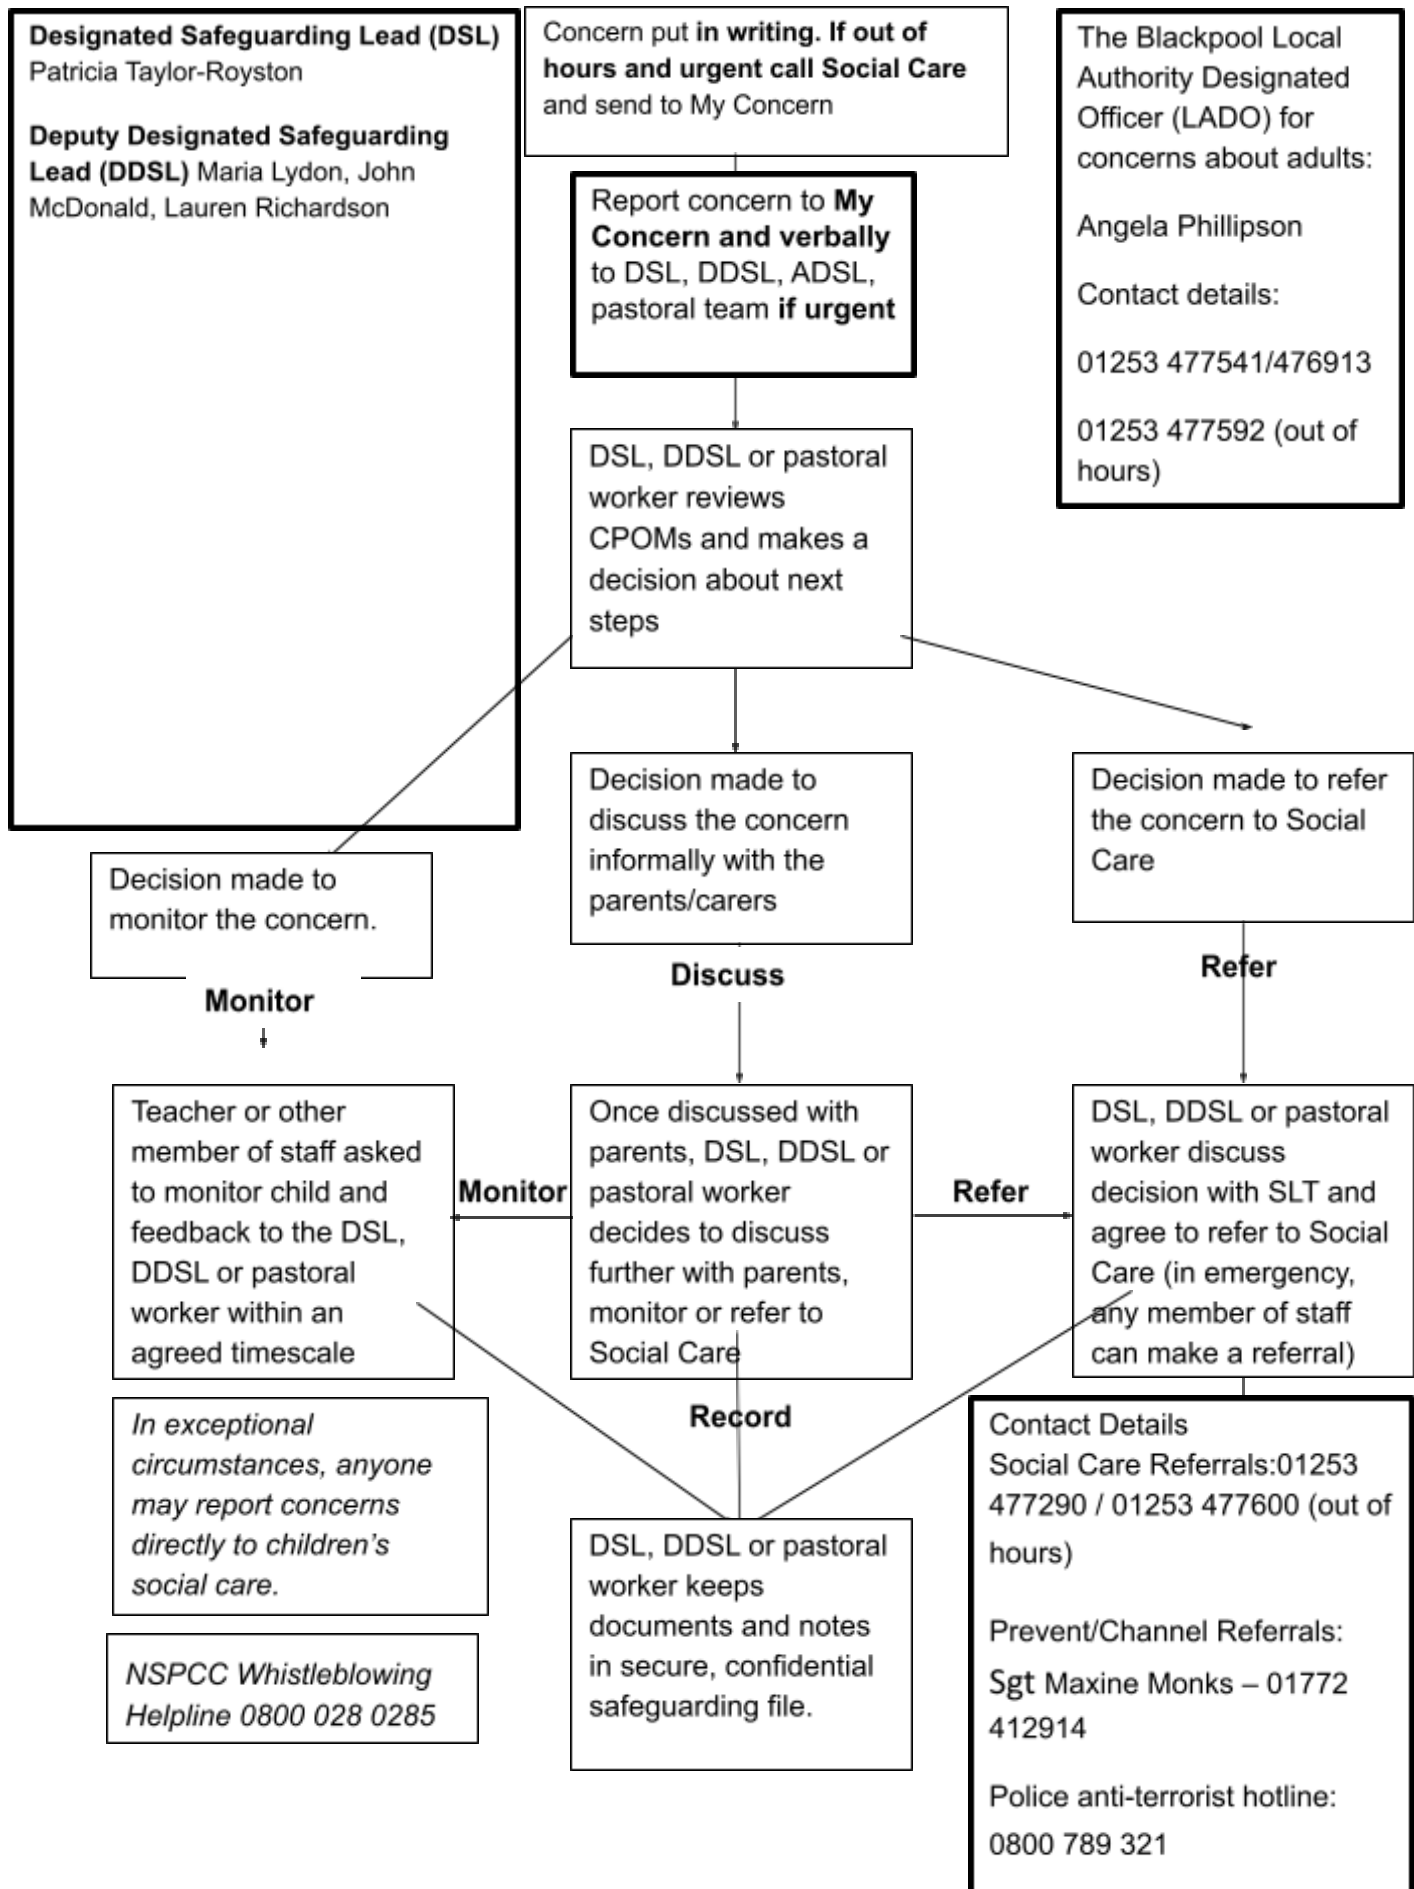 Designated Safeguarding Lead (DSL)
Patricia Taylor-Royston
Deputy Designated Safeguarding
Lead (DDSL) Maria Lydon, John
McDonald, Lauren Richardson
Concern put in writing. If out of
hours and urgent call Social Care
and send to My Concern
The Blackpool Local
Authority Designated
Officer (LADO) for
concerns about adults:
Angela Phillipson
Contact details:
01253 477541/476913
01253 477592 (out of
hours)
Report concern to My
Concern and verbally
to DSL, DDSL, ADSL,
pastoral team if urgent
DSL, DDSL or pastoral
worker reviews
CPOMs and makes a
decision about next
steps
Decision made to
monitor the concern.
Decision made to
discuss the concern
informally with the
parents/carers
Decision made to refer
the concern to Social
Care
Monitor
Discuss
Refer
Teacher or other
member of staff asked
to monitor child and
feedback to the DSL,
DDSL or pastoral
worker within an
agreed timescale
Monitor
Once discussed with
parents, DSL, DDSL or
pastoral worker
decides to discuss
further with parents,
monitor or refer to
Social Care
Refer
DSL, DDSL or pastoral
worker discuss
decision with SLT and
agree to refer to Social
Care (in emergency,
any member of staff
can make a referral)
In exceptional
circumstances, anyone
may report concerns
directly to children's
social care.
Record
Contact Details
Social Care Referrals:01253
477290 / 01253 477600 (out of
hours)
Prevent/Channel Referrals:
Sgt Maxine Monks – 01772
412914
Police anti-terrorist hotline:
0800 789 321
DSL, DDSL or pastoral
worker keeps
documents and notes
in secure, confidential
safeguarding file.
NSPCC Whistleblowing
Helpline 0800 028 0285